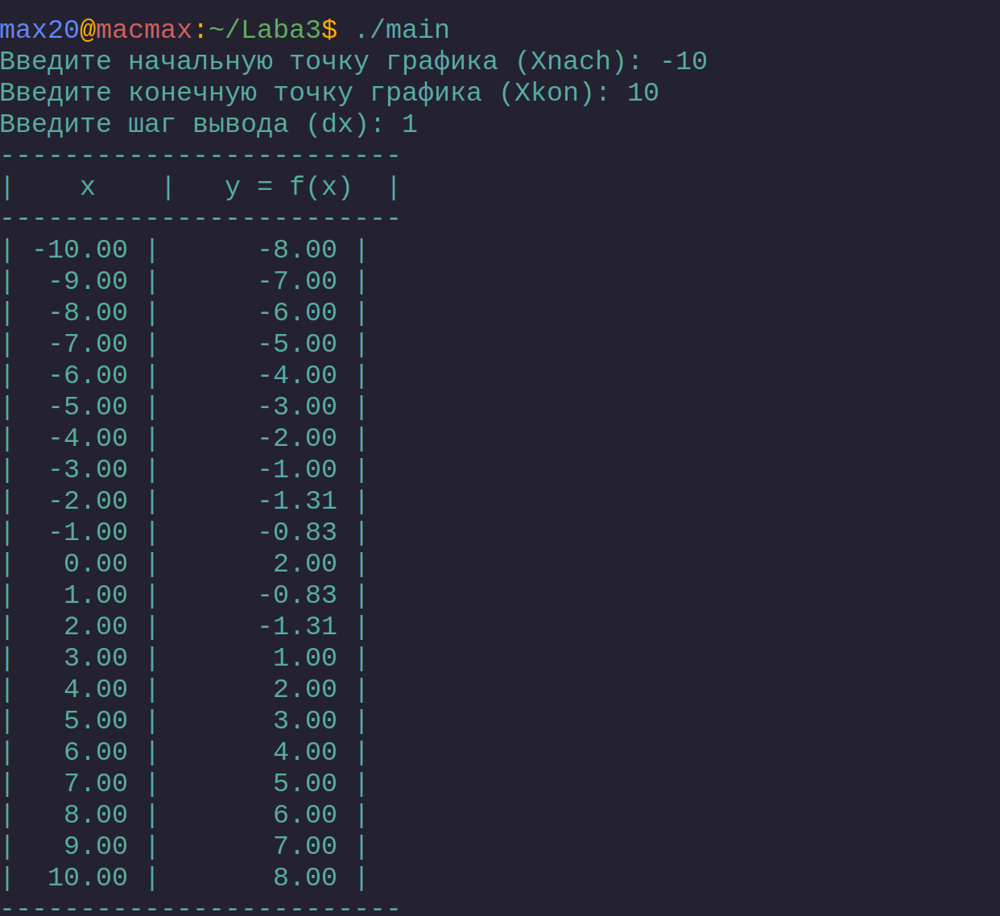 max20@macmax:~/Laba3$ ./main
Введите начальную точку графика (Xnach): -10
Введите конечную точку графика (Xkon): 10
Введите шаг вывода (dx): 1
-------------------------
|    x    |   y = f(x)  |
-------------------------
| -10.00 |      -8.00 |
|  -9.00 |      -7.00 |
|  -8.00 |      -6.00 |
|  -7.00 |      -5.00 |
|  -6.00 |      -4.00 |
|  -5.00 |      -3.00 |
|  -4.00 |      -2.00 |
|  -3.00 |      -1.00 |
|  -2.00 |      -1.31 |
|  -1.00 |      -0.83 |
|   0.00 |       2.00 |
|   1.00 |      -0.83 |
|   2.00 |      -1.31 |
|   3.00 |       1.00 |
|   4.00 |       2.00 |
|   5.00 |       3.00 |
|   6.00 |       4.00 |
|   7.00 |       5.00 |
|   8.00 |       6.00 |
|   9.00 |       7.00 |
|  10.00 |       8.00 |
-------------------------